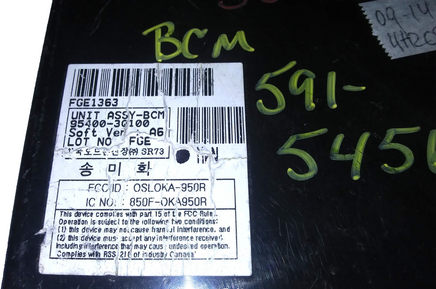 BCM
09-14
591-
545
FGE1363
UNIT ASSY-BCM
95400-3Q100
Soft Ver : A6
LOT NO FGE
SR73
송 미 학
FCC ID : OSLOKA-950R
IC NO. : 850F-OKA950R
This device complies with part 15 of the FCC Rules.
Operation is subject to the following two conditions:
(1) this device may not cause harmful interference, and
(2) this device must accept any interference received,
including interference that may cause undesired operation.
Complies with RSS 210 of Industry Canada